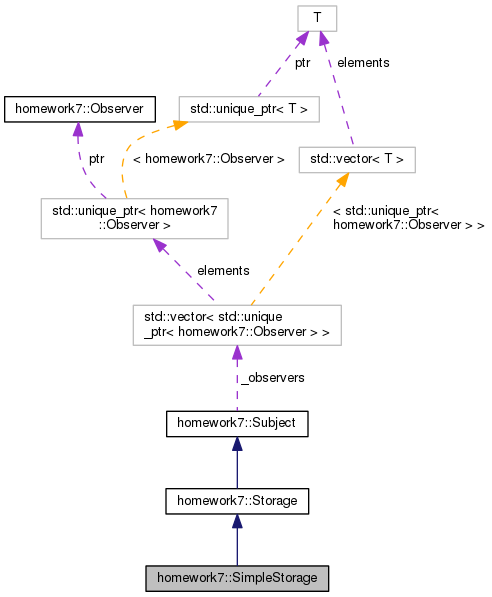 T
ptr
elements
homework7::Observer
std::unique_ptr< T >
ptr
< homework7::Observer >
std::vector< T >
std::unique_ptr< homework7
::Observer >
< std::unique_ptr<
homework7::Observer > >
elements
std::vector< std::unique
_ptr< homework7::Observer > >
_observers
homework7::Subject
homework7::Storage
homework7::SimpleStorage